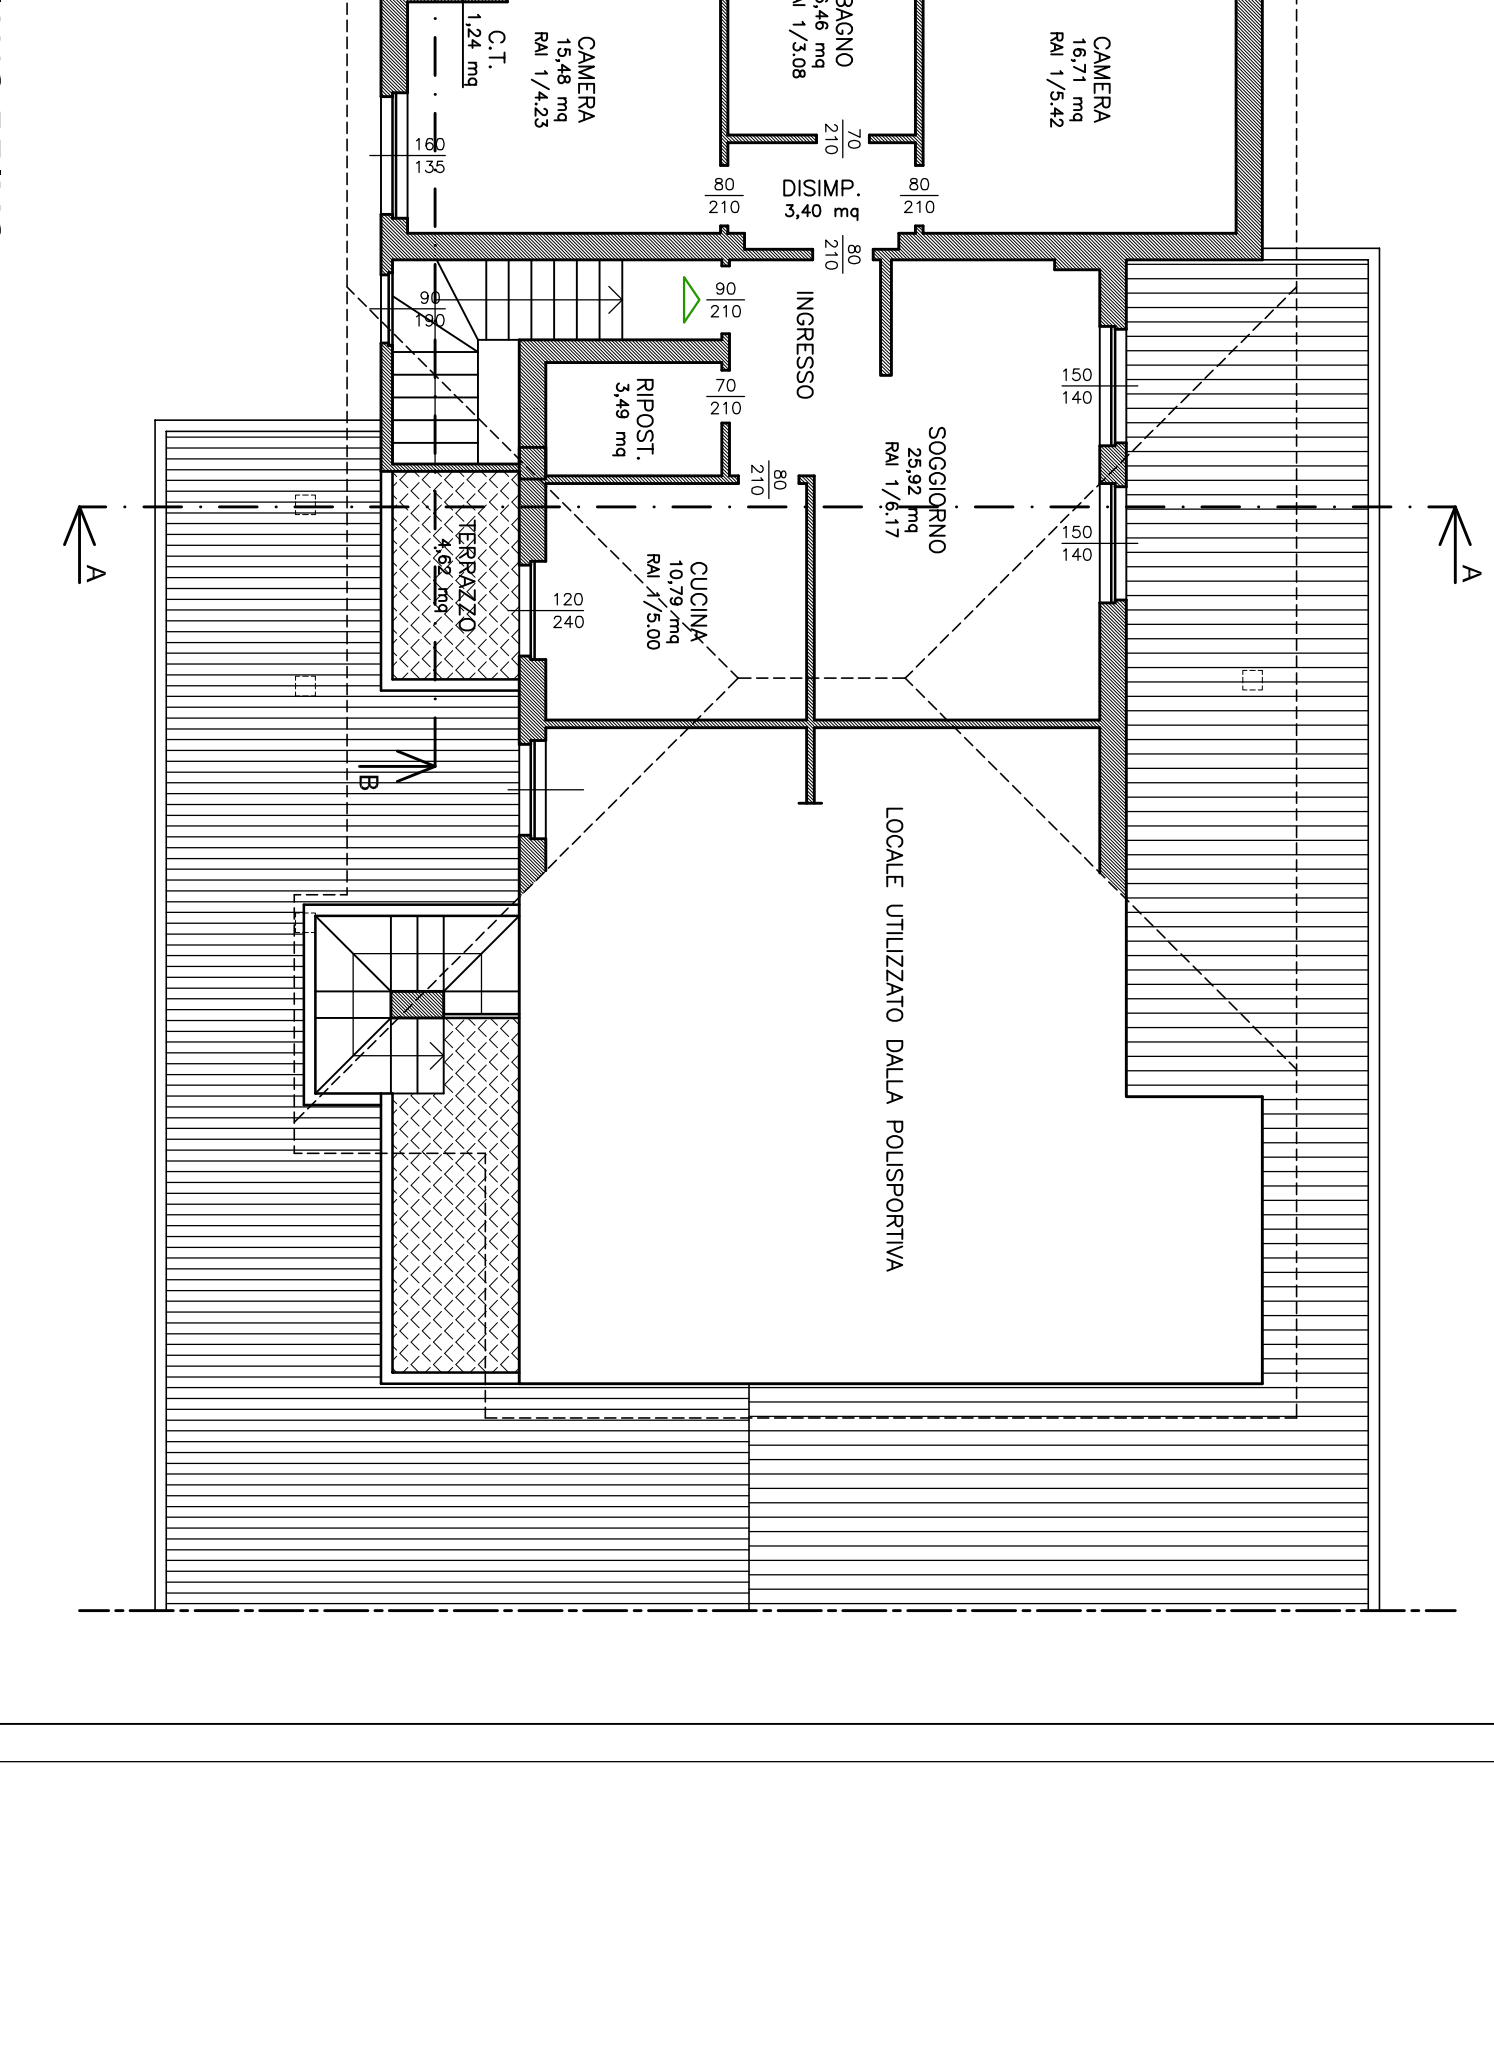 BAGNO
6,46 mq
RAI 1/3.08
CAMERA
16,71 mq
RAI 1/5.42
CAMERA
15,48 mq
RAI 1/4.23
C.T.
1,24 mq
70
210
160
135
80
210
DISIMP.
3,40 mq
80
210
80
210
90
190
90
210
INGRESSO
RIPOST.
3,49 mq
70
210
150
140
SOGGIORNO
25,92 mq
RAI 1/6.17
80
210
150
140
A
A
TERRAZZO
4,62 mq
120
240
CUCINA
10,79 mq
RAI 1/5.00
B
LOCALE UTILIZZATO DALLA POLISPORTIVA